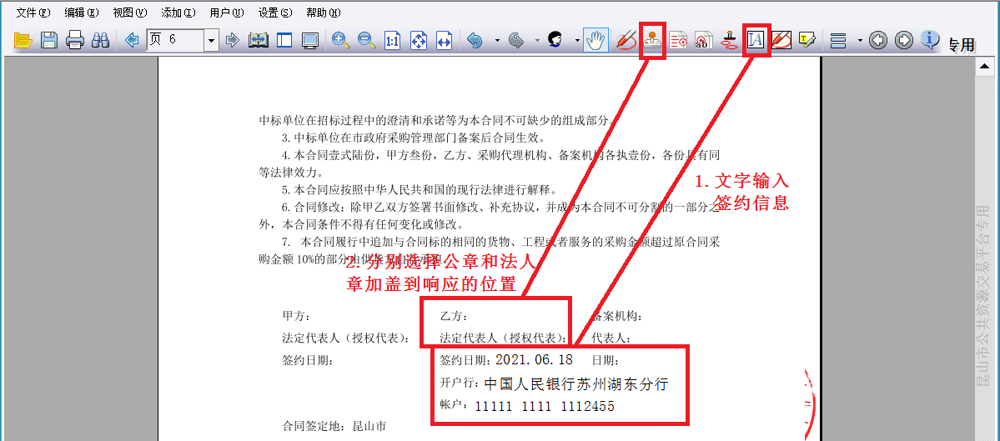 文件(F) 编辑(E) 视图(V) 添加(I) 用户(U) 设置(S) 帮助(H)
页 6
1:1
ab
IA
T
专用
中标单位在招标过程中的澄清和承诺等为本合同不可缺少的组成部分。
3.中标单位在市政府采购管理部门备案后合同生效。
4.本合同壹式陆份，甲方叁份，乙方、采购代理机构、备案机构各执壹份，各份具有同
等法律效力。
5.本合同应按照中华人民共和国的现行法律进行解释。
6.合同修改：除甲乙双方签署书面修改、补充协议，并成为本合同不可分割的一部分之
外，本合同条件不得有任何变化或修改。
7. 本合同履行中追加与合同标的相同的货物、工程或者服务的采购金额超过原合同采
购金额 10%的部分由供货方自行承担。
1.文字输入
签约信息
2.分别选择公章和法人
章加盖到响应的位置
甲方： 乙方： 备案机构：
法定代表人（授权代表）： 法定代表人（授权代表）： 代表人：
签约日期： 签约日期：2021.06.18 日期：
开户行：中国人民银行苏州湖东分行
帐户：11111 1111 1112455
合同签定地：昆山市
昆山市公共资源交易平台专用